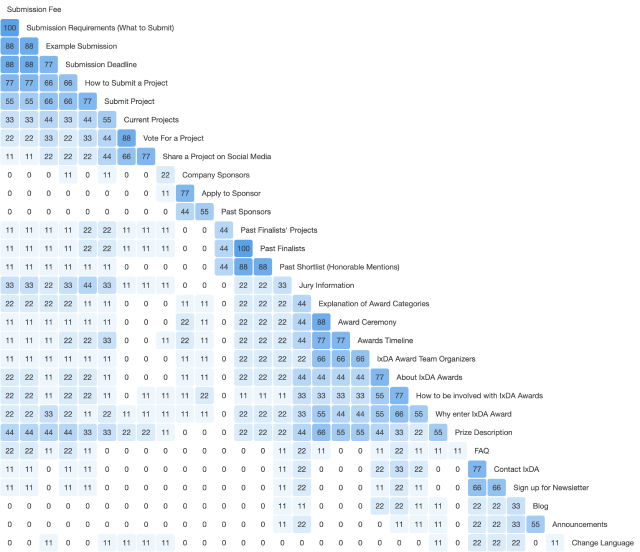 Submission Fee
100 Submission Requirements (What to Submit)
88 88 Example Submission
88 88 77 Submission Deadline
77 77 66 66 How to Submit a Project
55 55 66 66 77 Submit Project
33 33 44 33 44 55 Current Projects
22 22 33 22 33 44 88 Vote For a Project
11 11 22 22 22 44 66 77 Share a Project on Social Media
0 0 0 11 0 11 0 0 22 Company Sponsors
0 0 0 0 0 0 0 0 11 77 Apply to Sponsor
0 0 0 0 0 0 0 0 0 44 55 Past Sponsors
11 11 11 11 22 22 11 11 11 0 0 44 Past Finalists' Projects
11 11 11 11 22 22 11 11 11 0 0 44 100 Past Finalists
11 11 11 11 11 11 0 0 0 0 0 44 88 88 Past Shortlist (Honorable Mentions)
33 33 22 33 44 33 11 11 11 0 0 0 22 22 33 Jury Information
22 22 22 22 11 11 0 0 0 11 11 0 22 22 22 44 Explanation of Award Categories
11 11 11 11 11 11 0 0 0 22 11 0 22 22 22 44 88 Award Ceremony
11 11 11 22 22 33 0 0 11 22 11 0 22 22 22 44 77 77 Awards Timeline
11 11 11 11 11 11 0 0 0 11 11 0 22 22 22 22 66 66 66 IxDA Award Team Organizers
22 22 11 22 22 11 0 0 0 11 11 0 22 22 22 22 44 44 44 44 77 About IxDA Awards
22 22 11 22 22 0 11 11 11 22 0 11 11 11 33 33 33 33 55 77 How to be involved with IxDA Awards
22 22 33 22 11 22 11 11 11 11 11 0 22 22 22 33 55 44 44 55 66 55 Why enter IxDA Award
44 44 44 44 33 33 22 22 11 0 0 0 22 22 22 44 66 55 55 44 33 22 55 Prize Description
22 22 11 22 11 0 0 0 0 0 0 0 0 0 11 22 11 0 0 11 22 11 11 11 FAQ
11 11 0 11 11 0 0 0 0 0 0 0 0 0 11 22 0 0 0 22 33 22 0 0 77 Contact IxDA
11 11 0 11 11 0 0 0 0 0 0 0 0 0 11 22 0 0 0 11 22 11 0 0 66 66 Sign up for Newsletter
0 0 0 0 0 0 0 0 0 0 0 0 0 0 11 11 0 0 0 22 22 11 11 0 22 22 33 Blog
0 0 0 0 0 0 0 0 0 0 0 0 0 0 11 22 0 0 0 0 11 11 11 0 22 22 33 55 Announcements
0 0 11 0 0 11 11 11 11 0 0 0 0 0 0 0 0 0 0 0 0 0 11 0 22 22 22 0 11 Change Language